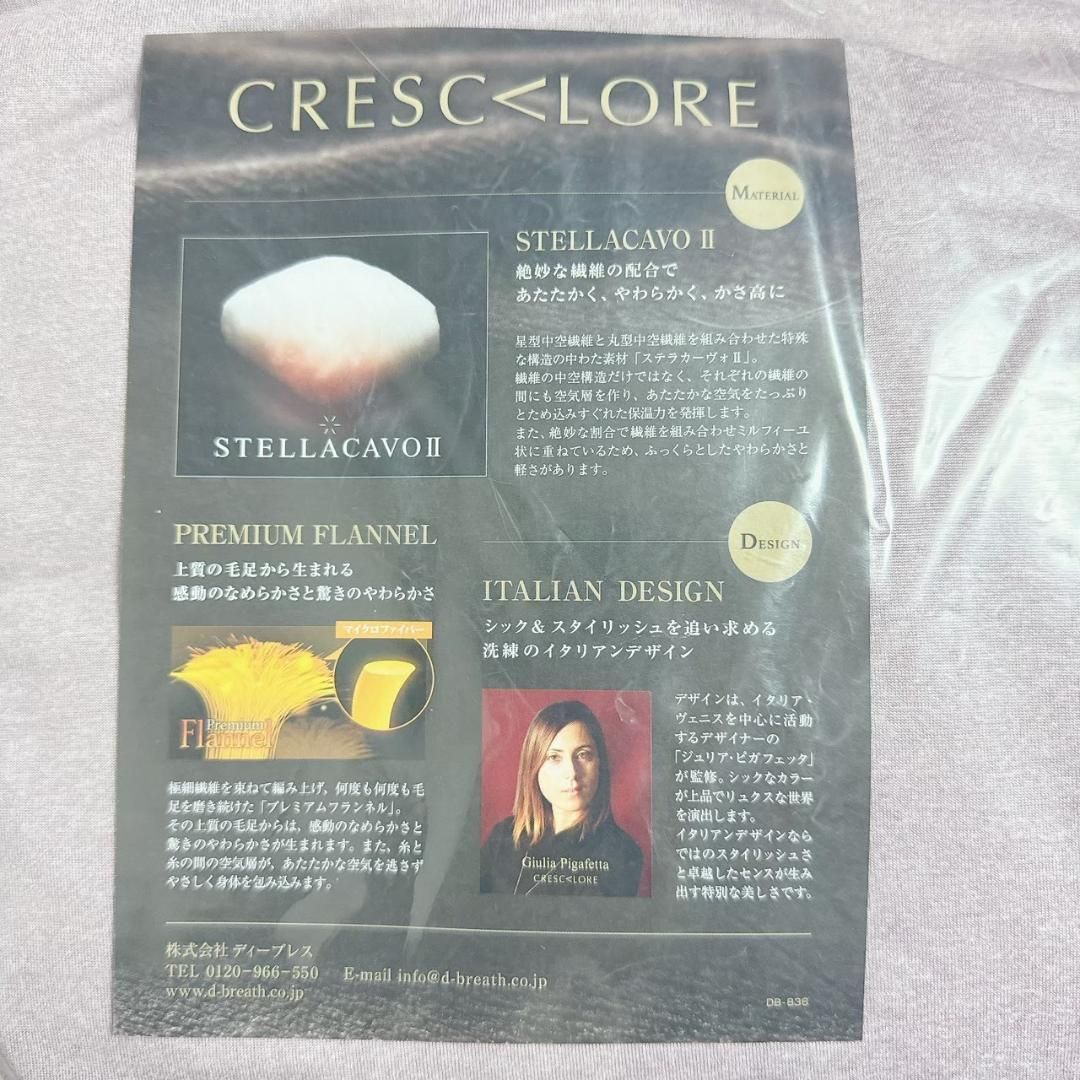 CRESCALORE
MATERIAL
STELLACAVO II
絶妙な繊維の配合で
あたたかく、やわらかく、かさ高に
星型中空繊維と丸型中空繊維を組み合わせた特殊
な構造の中わた素材「ステラカーヴォⅡ」。
繊維の中空構造だけではなく、それぞれの繊維の
間にも空気層を作り、あたたかな空気をたっぷり
とため込みすぐれた保温力を発揮します。
また、絶妙な割合で繊維を組み合わせミルフィーユ
状に重ねているため、ふっくらとしたやわらかさと
軽さがあります。
STELLACAVO II
PREMIUM FLANNEL
上質の毛足から生まれる
感動のなめらかさと驚きのやわらかさ
マイクロファイバー
Premium
Flannel
極細繊維を束ねて編み上げ、何度も何度も毛
足を磨き続けた「プレミアムフランネル」。
その上質の毛足からは、感動のなめらかさと
驚きのやわらかさが生まれます。また、糸と
糸の間の空気層が、あたたかな空気を逃さず
やさしく身体を包み込みます。
DESIGN
ITALIAN DESIGN
シック＆スタイリッシュを追い求める
洗練のイタリアンデザイン
Giulia Pigafetta
CRESCALORE
デザインは、イタリア・
ヴェニスを中心に活動
するデザイナーの
「ジュリア・ピガフェッタ」
が監修。シックなカラー
が上品でリュクスな世界
を演出します。
イタリアンデザインなら
ではのスタイリッシュさ
と卓越したセンスが生み
出す特別な美しさです。
株式会社 ディーブレス
TEL 0120-966-550 E-mail info@d-breath.co.jp
www.d-breath.co.jp
DB-836